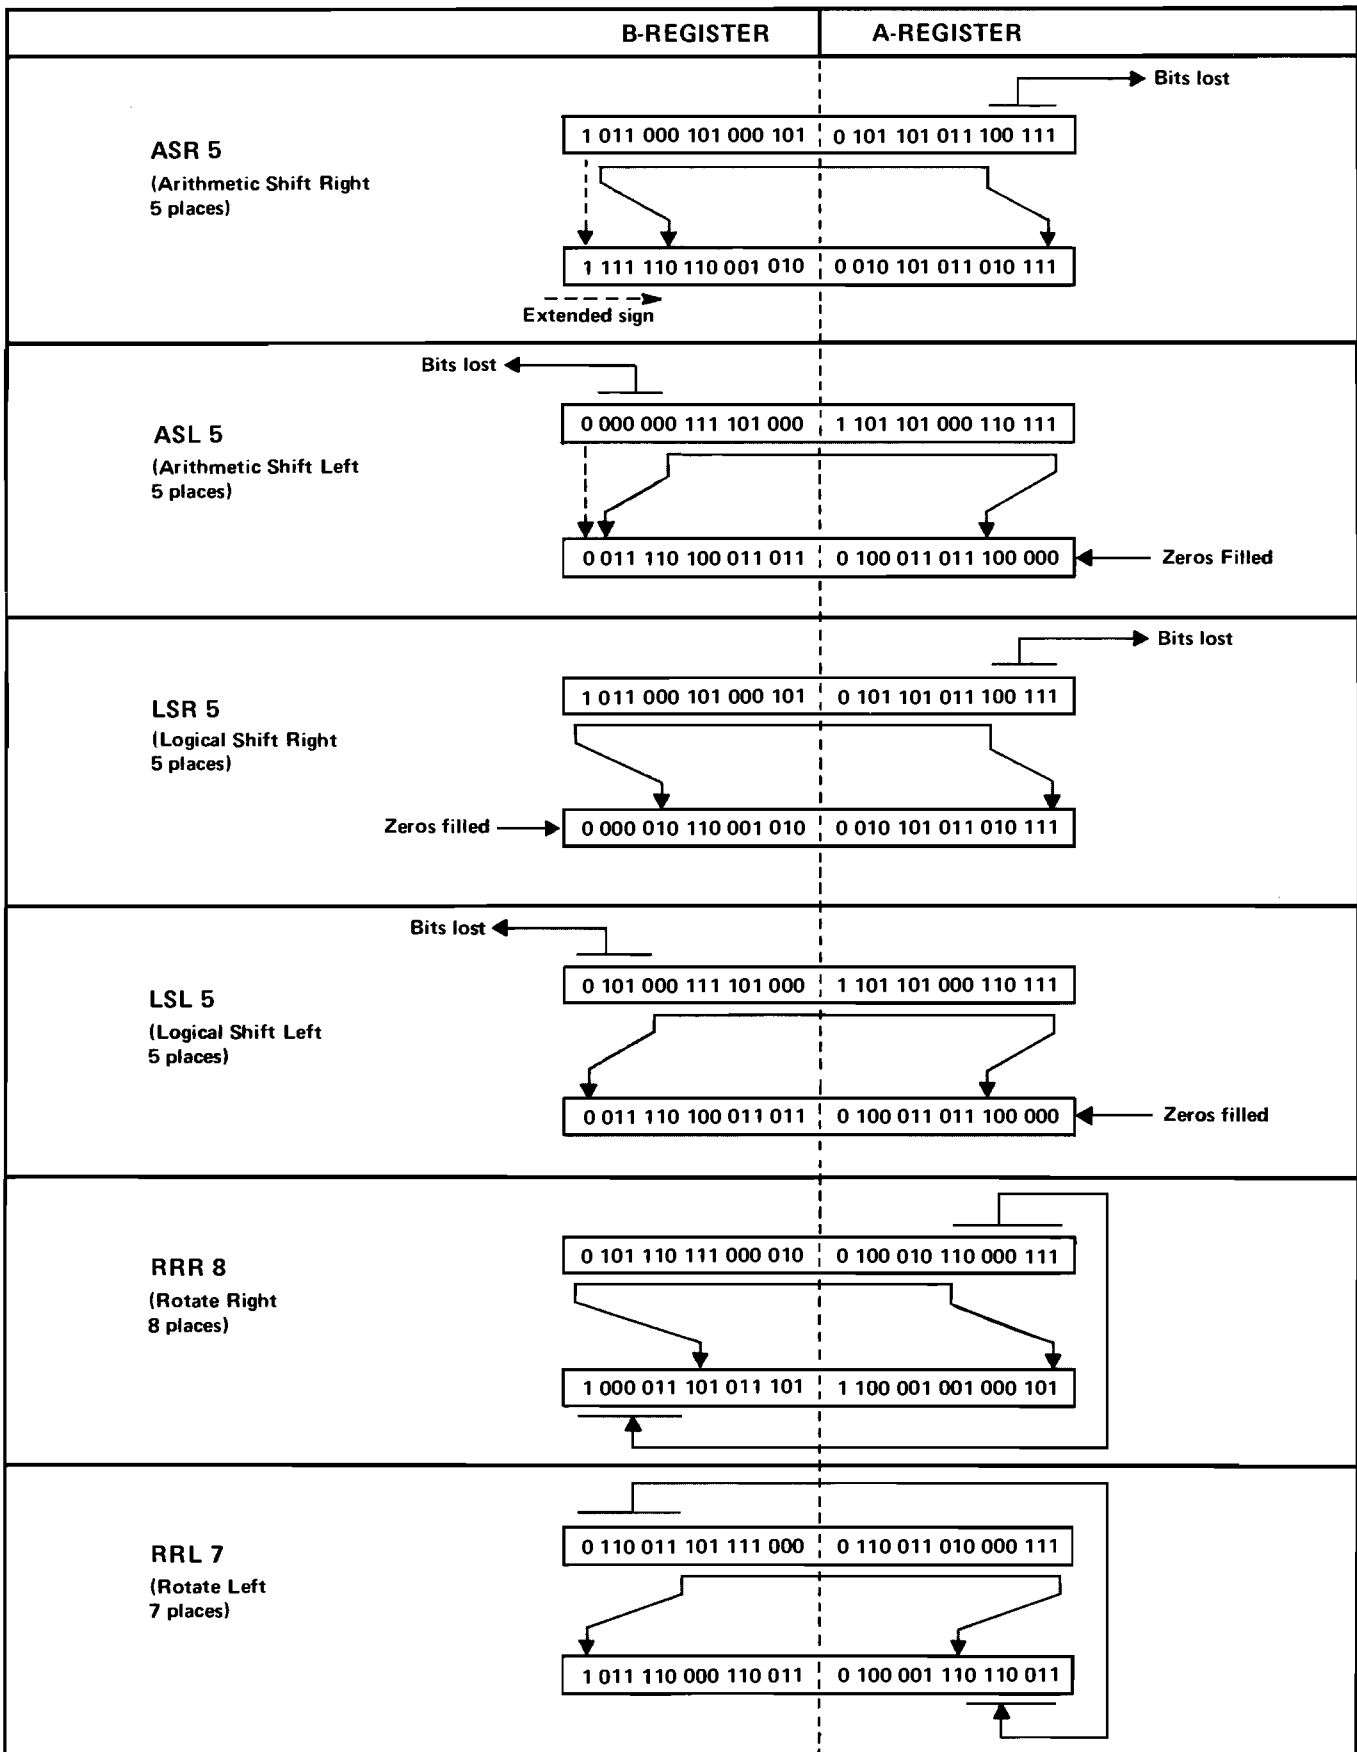 B-REGISTER A-REGISTER
Bits lost
1 011 000 101 000 101 0 101 101 011 100 111
ASR 5
(Arithmetic Shift Right
5 places)
1 111 110 110 001 010 0 010 101 011 010 111
Extended sign
Bits lost
0 000 000 111 101 000 1 101 101 000 110 111
ASL 5
(Arithmetic Shift Left
5 places)
0 011 110 100 011 011 0 100 011 011 100 000 Zeros Filled
Bits lost
1 011 000 101 000 101 0 101 101 011 100 111
LSR 5
(Logical Shift Right
5 places)
Zeros filled 0 000 010 110 001 010 0 010 101 011 010 111
Bits lost
0 101 000 111 101 000 1 101 101 000 110 111
LSL 5
(Logical Shift Left
5 places)
0 011 110 100 011 011 0 100 011 011 100 000 Zeros filled
0 101 110 111 000 010 0 100 010 110 000 111
RRR 8
(Rotate Right
8 places)
1 000 011 101 011 101 1 100 001 001 000 101
0 110 011 101 111 000 0 110 011 010 000 111
RRL 7
(Rotate Left
7 places)
1 011 110 000 110 011 0 100 001 110 110 011